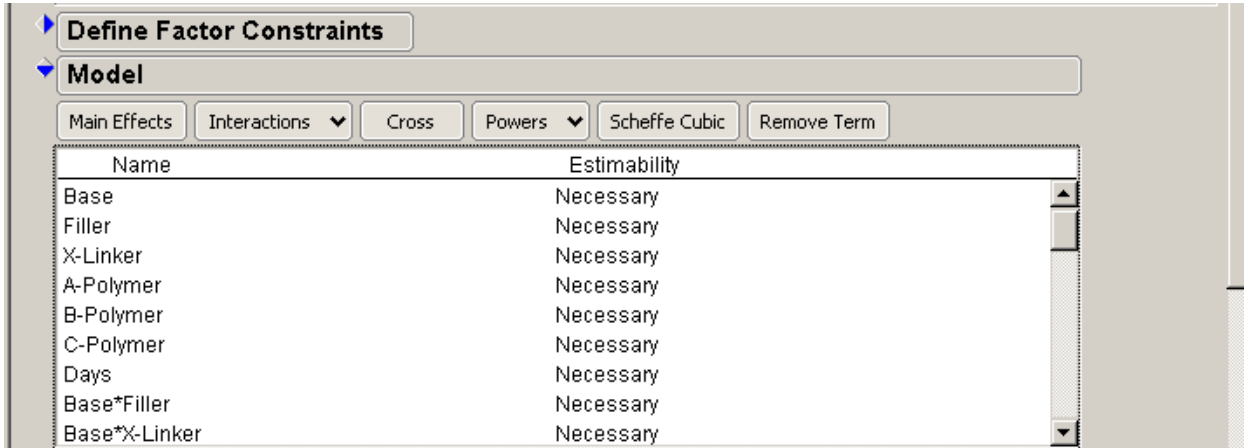 Define Factor Constraints
Model
Main Effects Interactions Cross Powers Scheffe Cubic Remove Term
Name Estimability
Base Necessary
Filler Necessary
X-Linker Necessary
A-Polymer Necessary
B-Polymer Necessary
C-Polymer Necessary
Days Necessary
Base*Filler Necessary
Base*X-Linker Necessary